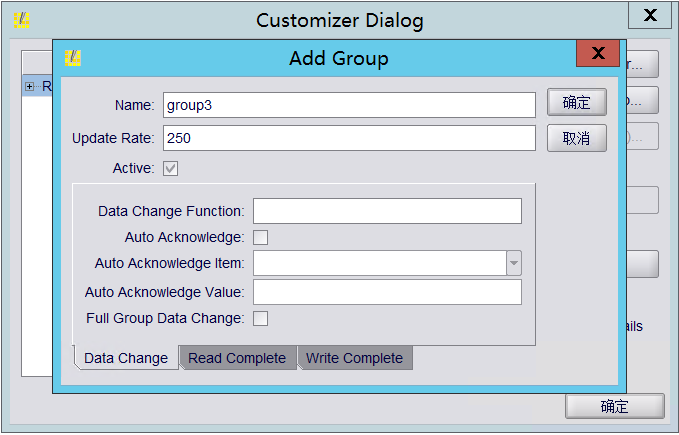 Customizer Dialog
X
Add Group
X
Name: group3
确定
Update Rate: 250
取消
Active:
Data Change Function:
Auto Acknowledge:
Auto Acknowledge Item:
Auto Acknowledge Value:
Full Group Data Change:
Data Change Read Complete Write Complete
确定